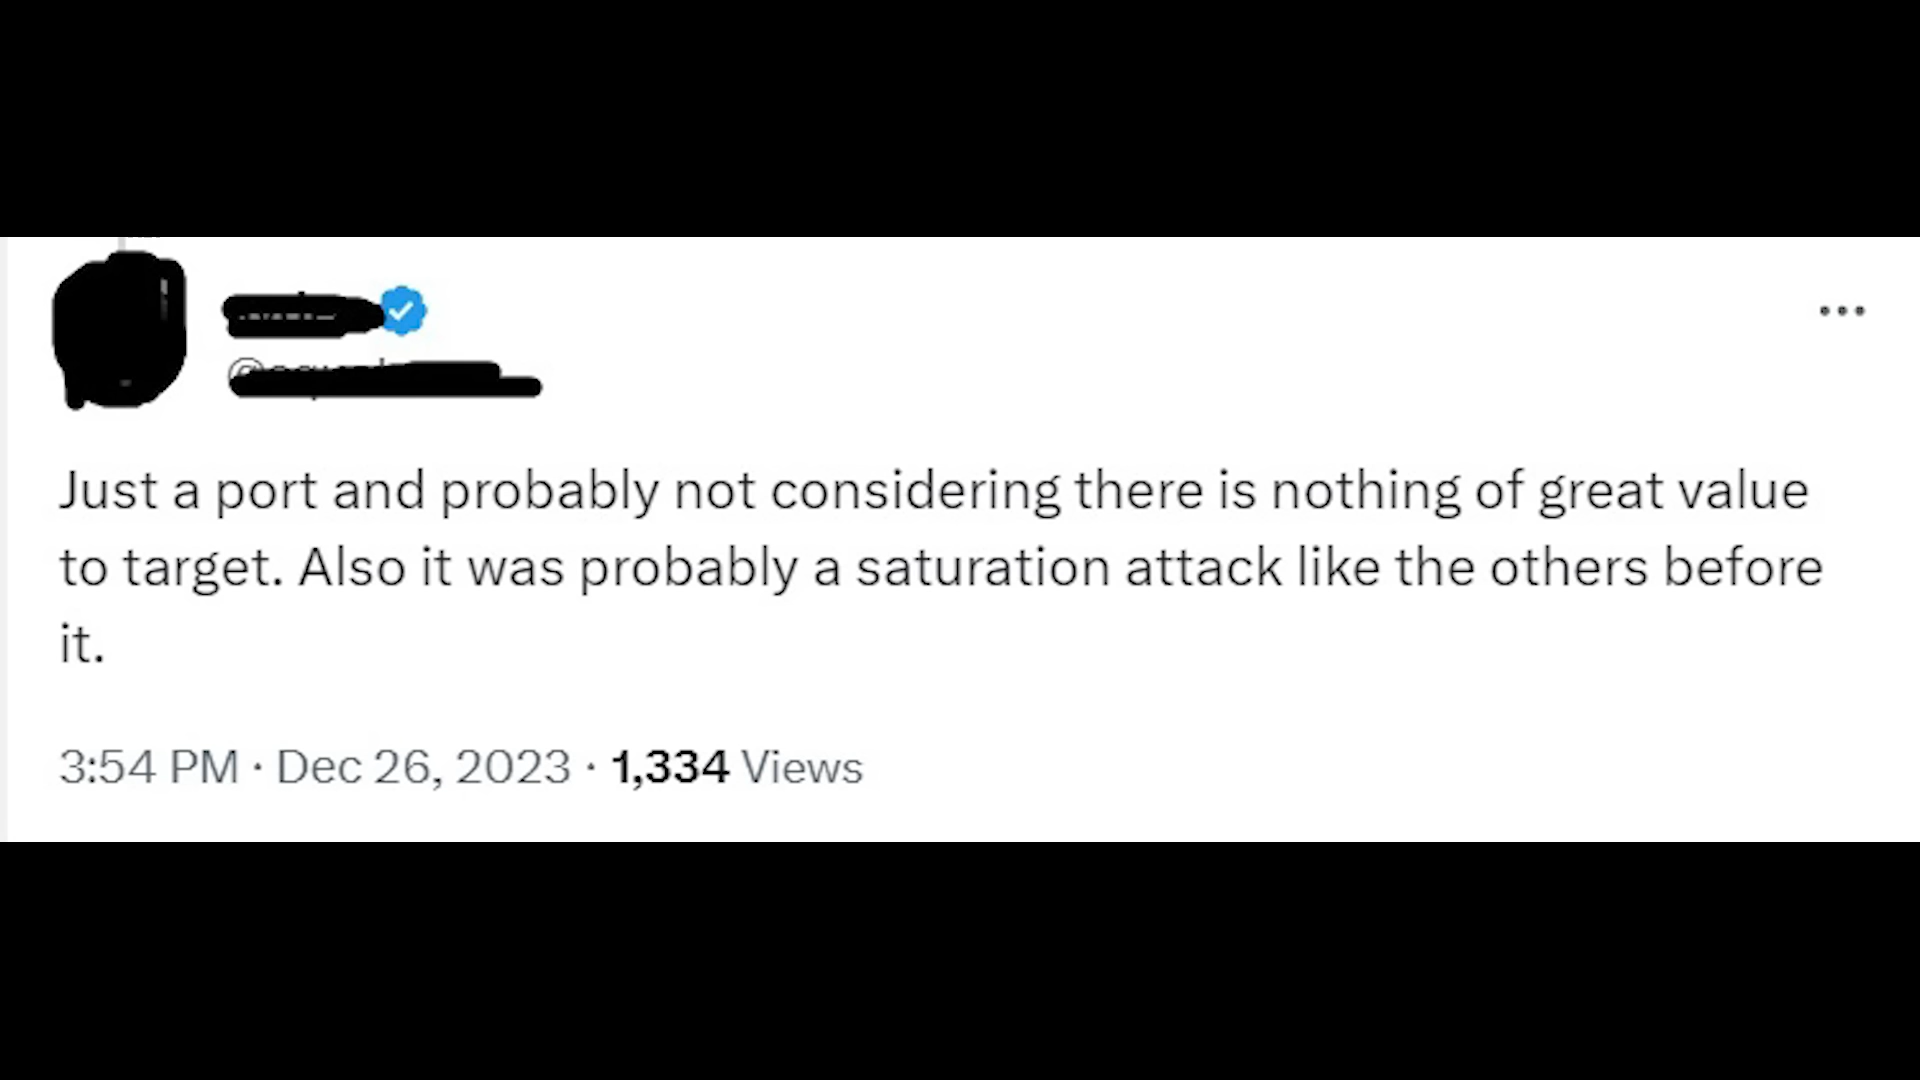 Just a port and probably not considering there is nothing of great value
to target. Also it was probably a saturation attack like the others before
it.
3:54 PM · Dec 26, 2023 · 1,334 Views